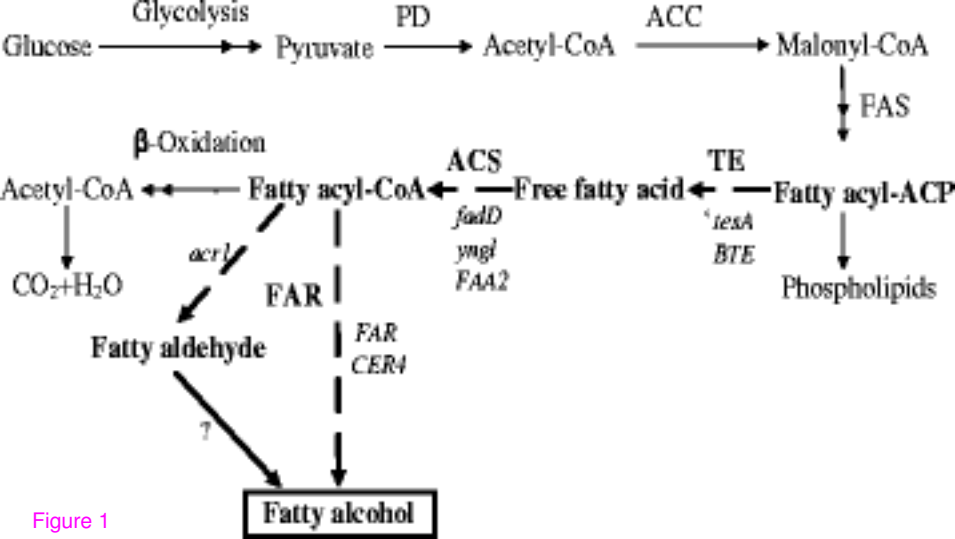 Glycolysis PD ACC
Glucose Pyruvate Acetyl-CoA Malonyl-CoA
FAS
β-Oxidation ACS TE
Acetyl-CoA Fatty acyl-CoA Free fatty acid Fatty acyl-ACP
fadD 'tesA
acr1 yngI BTE
CO₂+H₂O FAR FAA2 Phospholipids
Fatty aldehyde FAR
CER4
?
Fatty alcohol
Figure 1